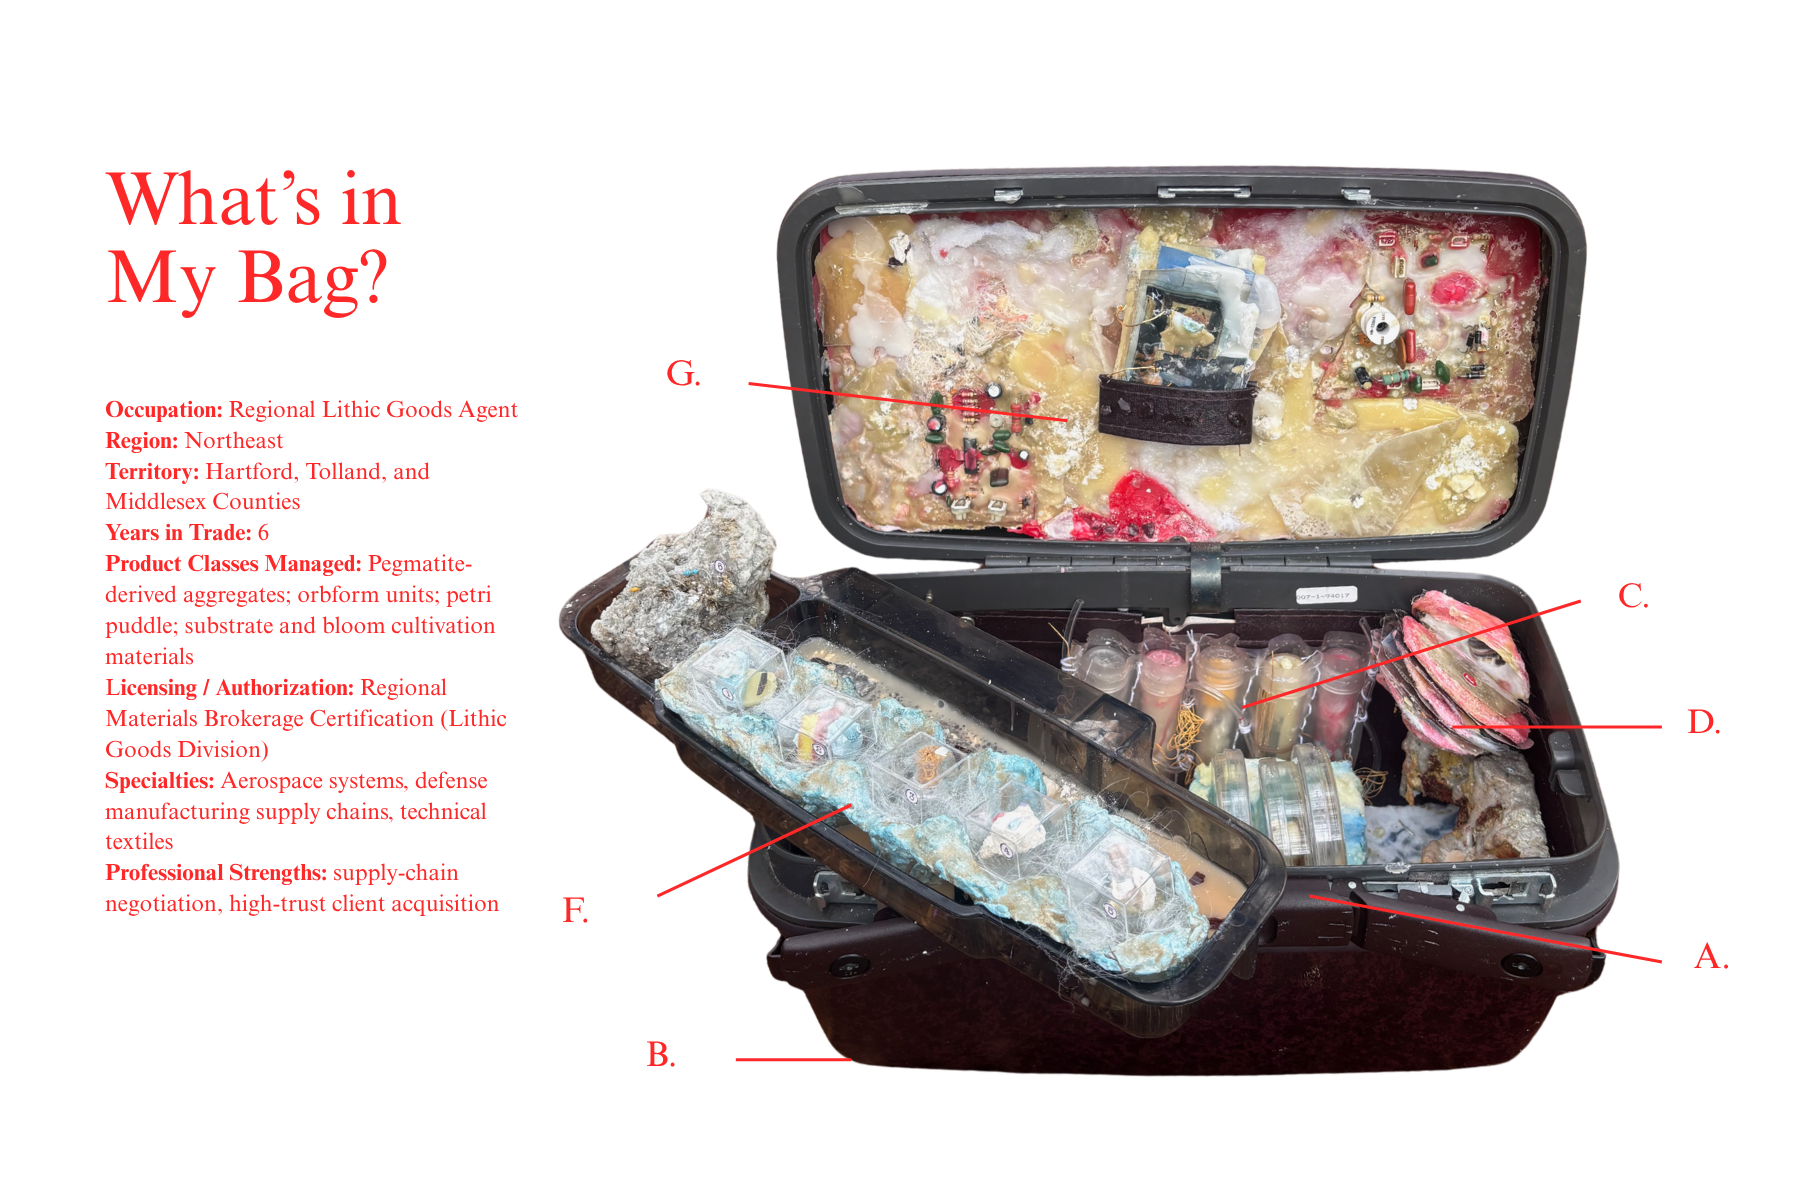 What’s in
My Bag?
Occupation: Regional Lithic Goods Agent
Region: Northeast
Territory: Hartford, Tolland, and
Middlesex Counties
Years in Trade: 6
Product Classes Managed: Pegmatite-
derived aggregates; orbform units; petri
puddle; substrate and bloom cultivation
materials
Licensing / Authorization: Regional
Materials Brokerage Certification (Lithic
Goods Division)
Specialties: Aerospace systems, defense
manufacturing supply chains, technical
textiles
Professional Strengths: supply-chain
negotiation, high-trust client acquisition
G.
C.
D.
F.
A.
B.